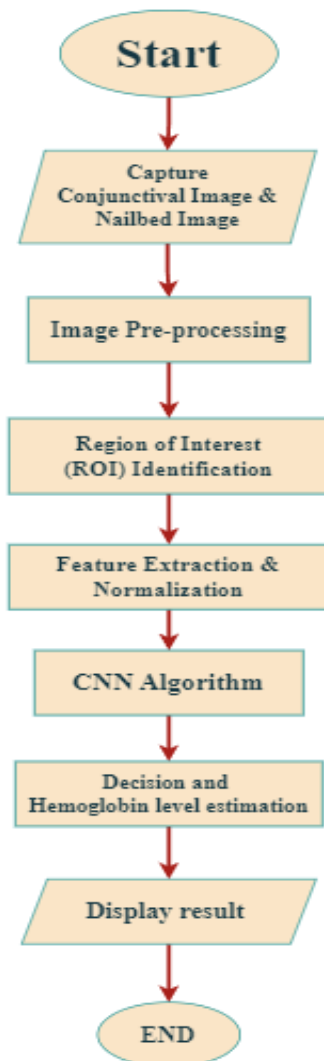 Start
Capture
Conjunctival Image &
Nailbed Image
Image Pre-processing
Region of Interest
(ROI) Identification
Feature Extraction &
Normalization
CNN Algorithm
Decision and
Hemoglobin level estimation
Display result
END